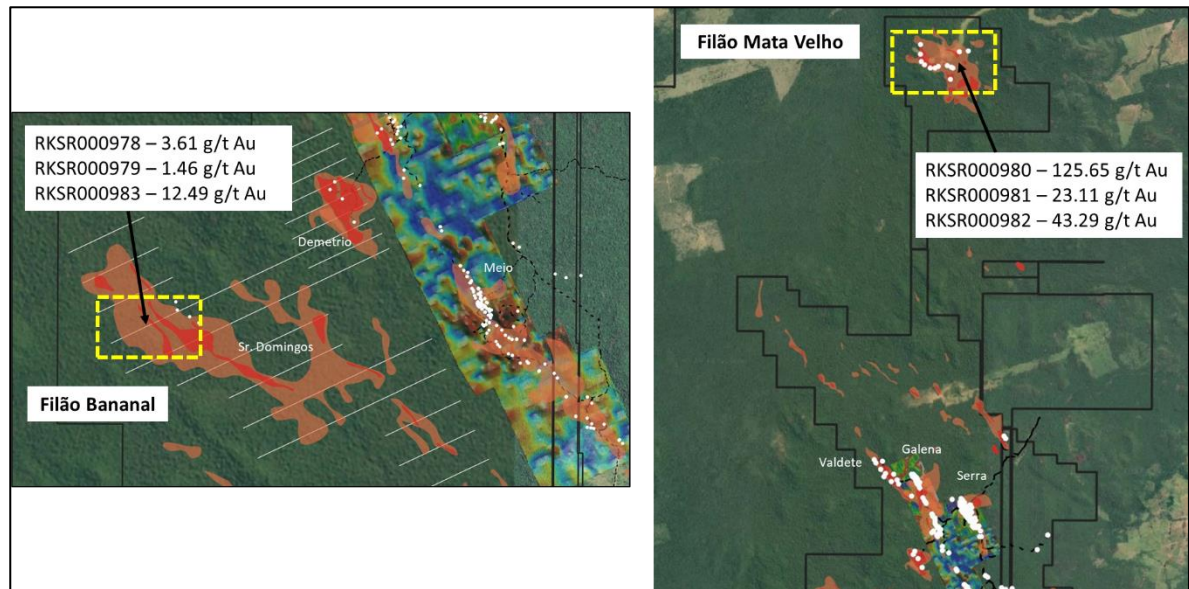 RKSR000978 – 3.61 g/t Au
RKSR000979 – 1.46 g/t Au
RKSR000983 – 12.49 g/t Au
Demetrio
Meio
Sr. Domingos
Filão Bananal
Filão Mata Velho
RKSR000980 – 125.65 g/t Au
RKSR000981 – 23.11 g/t Au
RKSR000982 – 43.29 g/t Au
Galena
Valdete
Serra